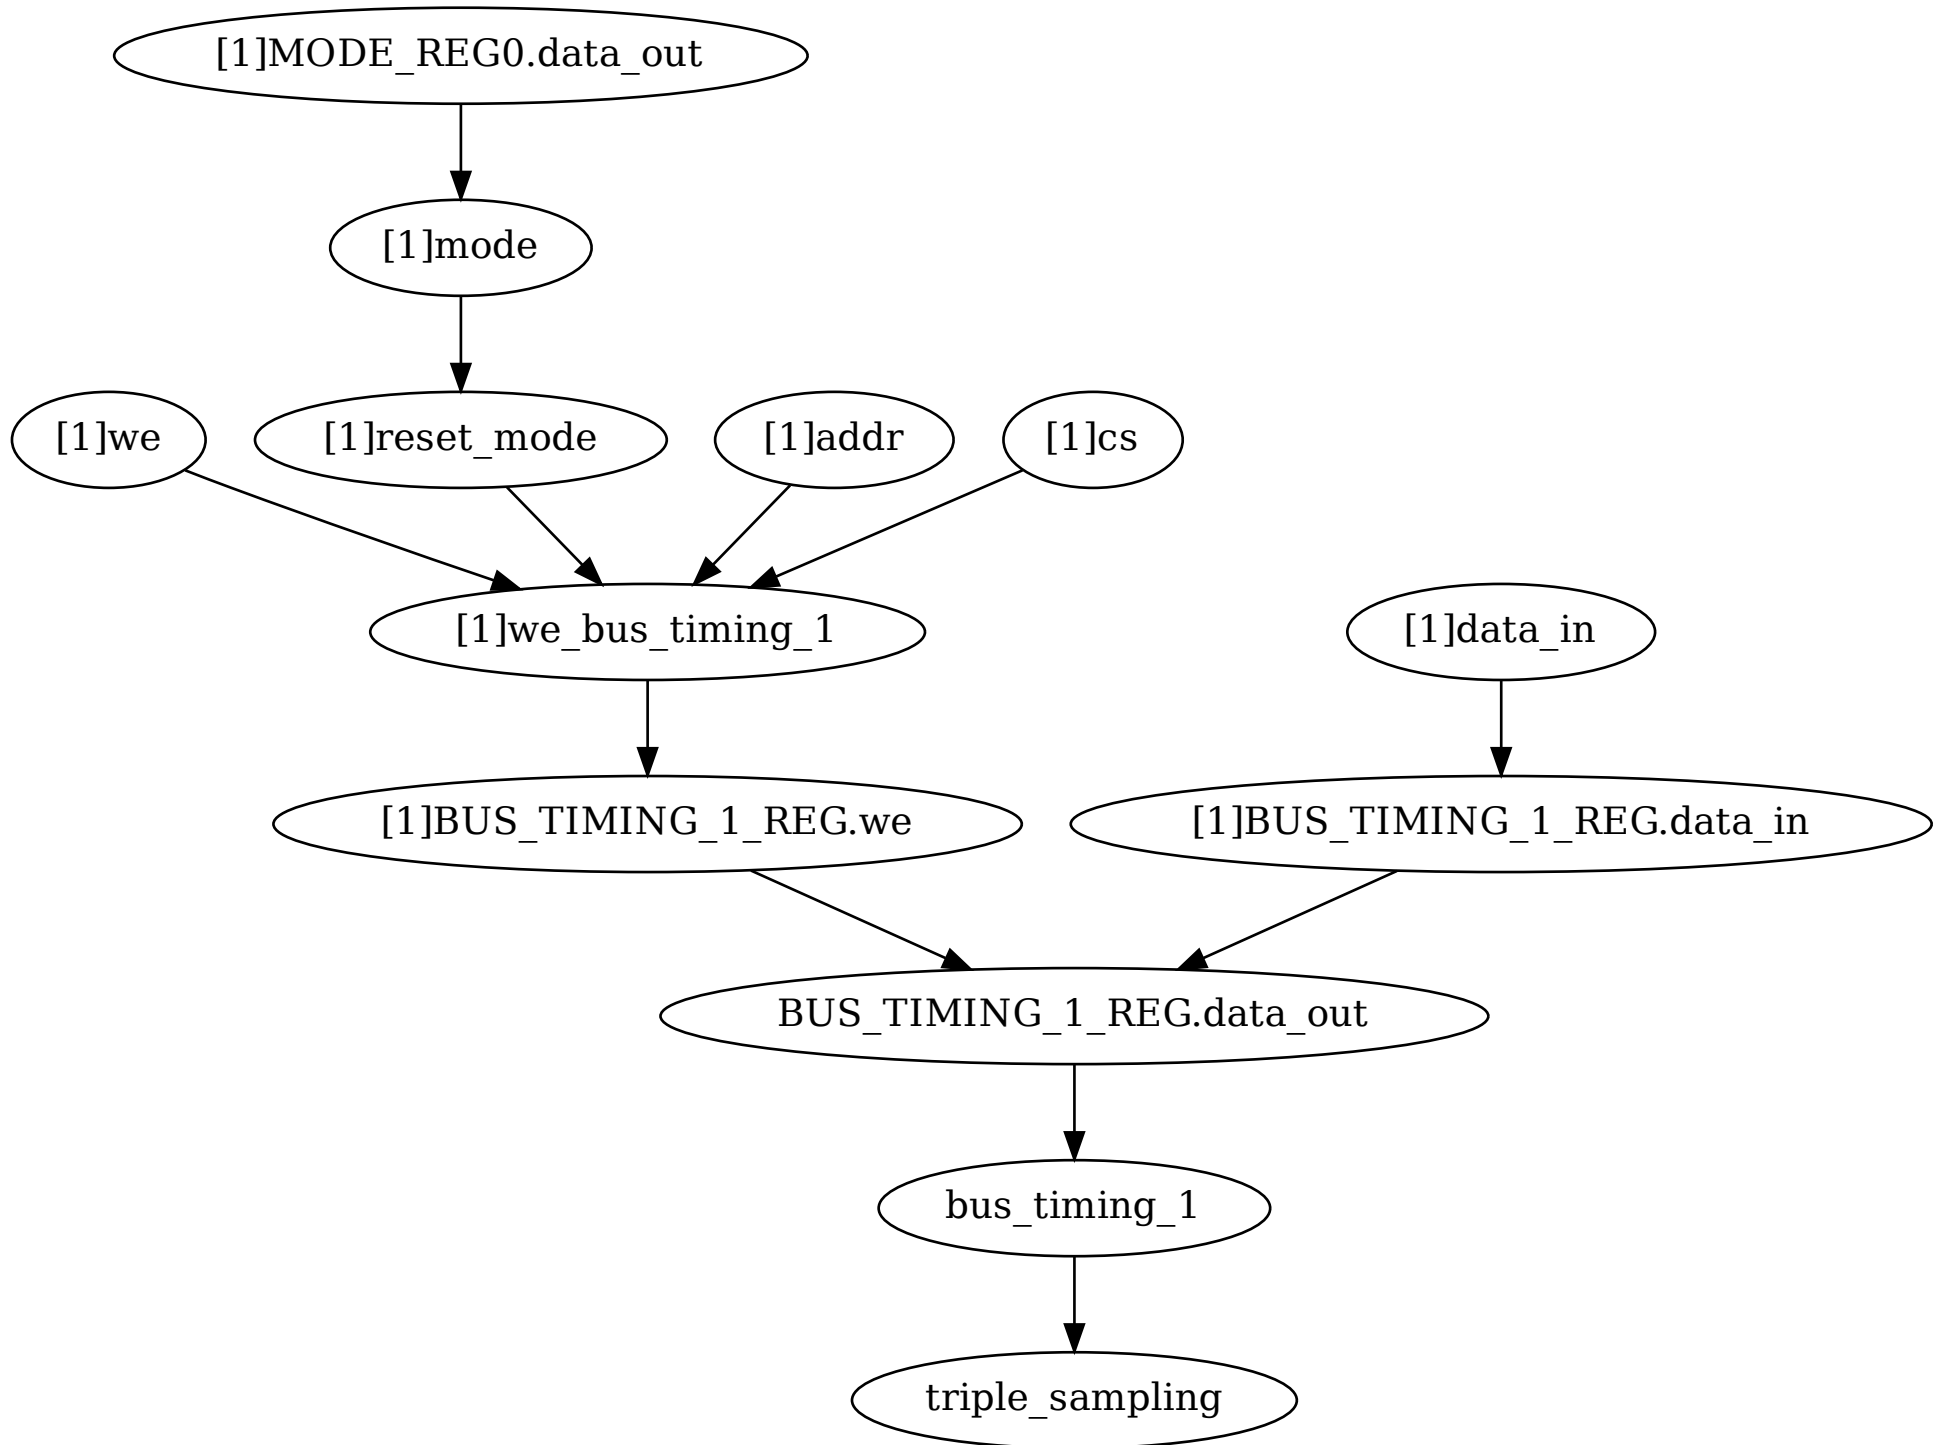 [1]MODE_REG0.data_out
[1]mode
[1]we
[1]reset_mode
[1]addr
[1]cs
[1]we_bus_timing_1
[1]data_in
[1]BUS_TIMING_1_REG.we
[1]BUS_TIMING_1_REG.data_in
BUS_TIMING_1_REG.data_out
bus_timing_1
triple_sampling